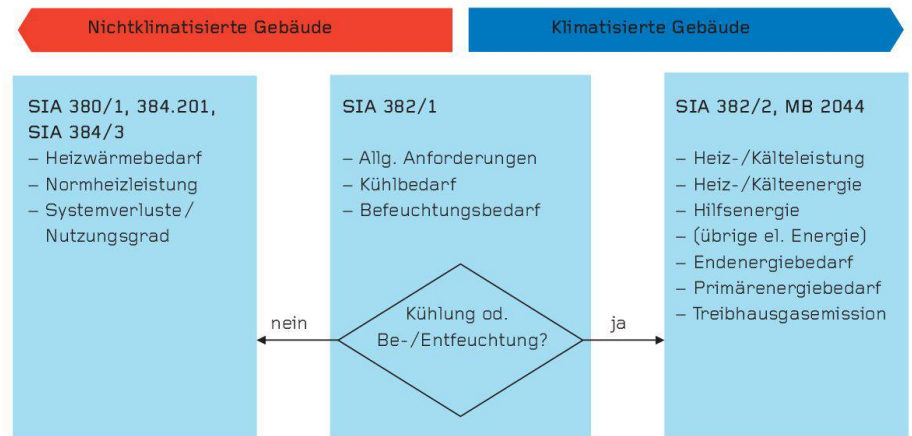 Nichtklimatisierte Gebäude
Klimatisierte Gebäude
SIA 380/1, 384.201,
SIA 384/3
– Heizwärmebedarf
– Normheizleistung
– Systemverluste/
Nutzungsgrad
SIA 382/1
– Allg. Anforderungen
– Kühlbedarf
– Befeuchtungsbedarf
Kühlung od.
Be-/Entfeuchtung?
nein
ja
SIA 382/2, MB 2044
– Heiz-/Kälteleistung
– Heiz-/Kälteenergie
– Hilfsenergie
– (übrige el. Energie)
– Endenergiebedarf
– Primärenergiebedarf
– Treibhausgasemission